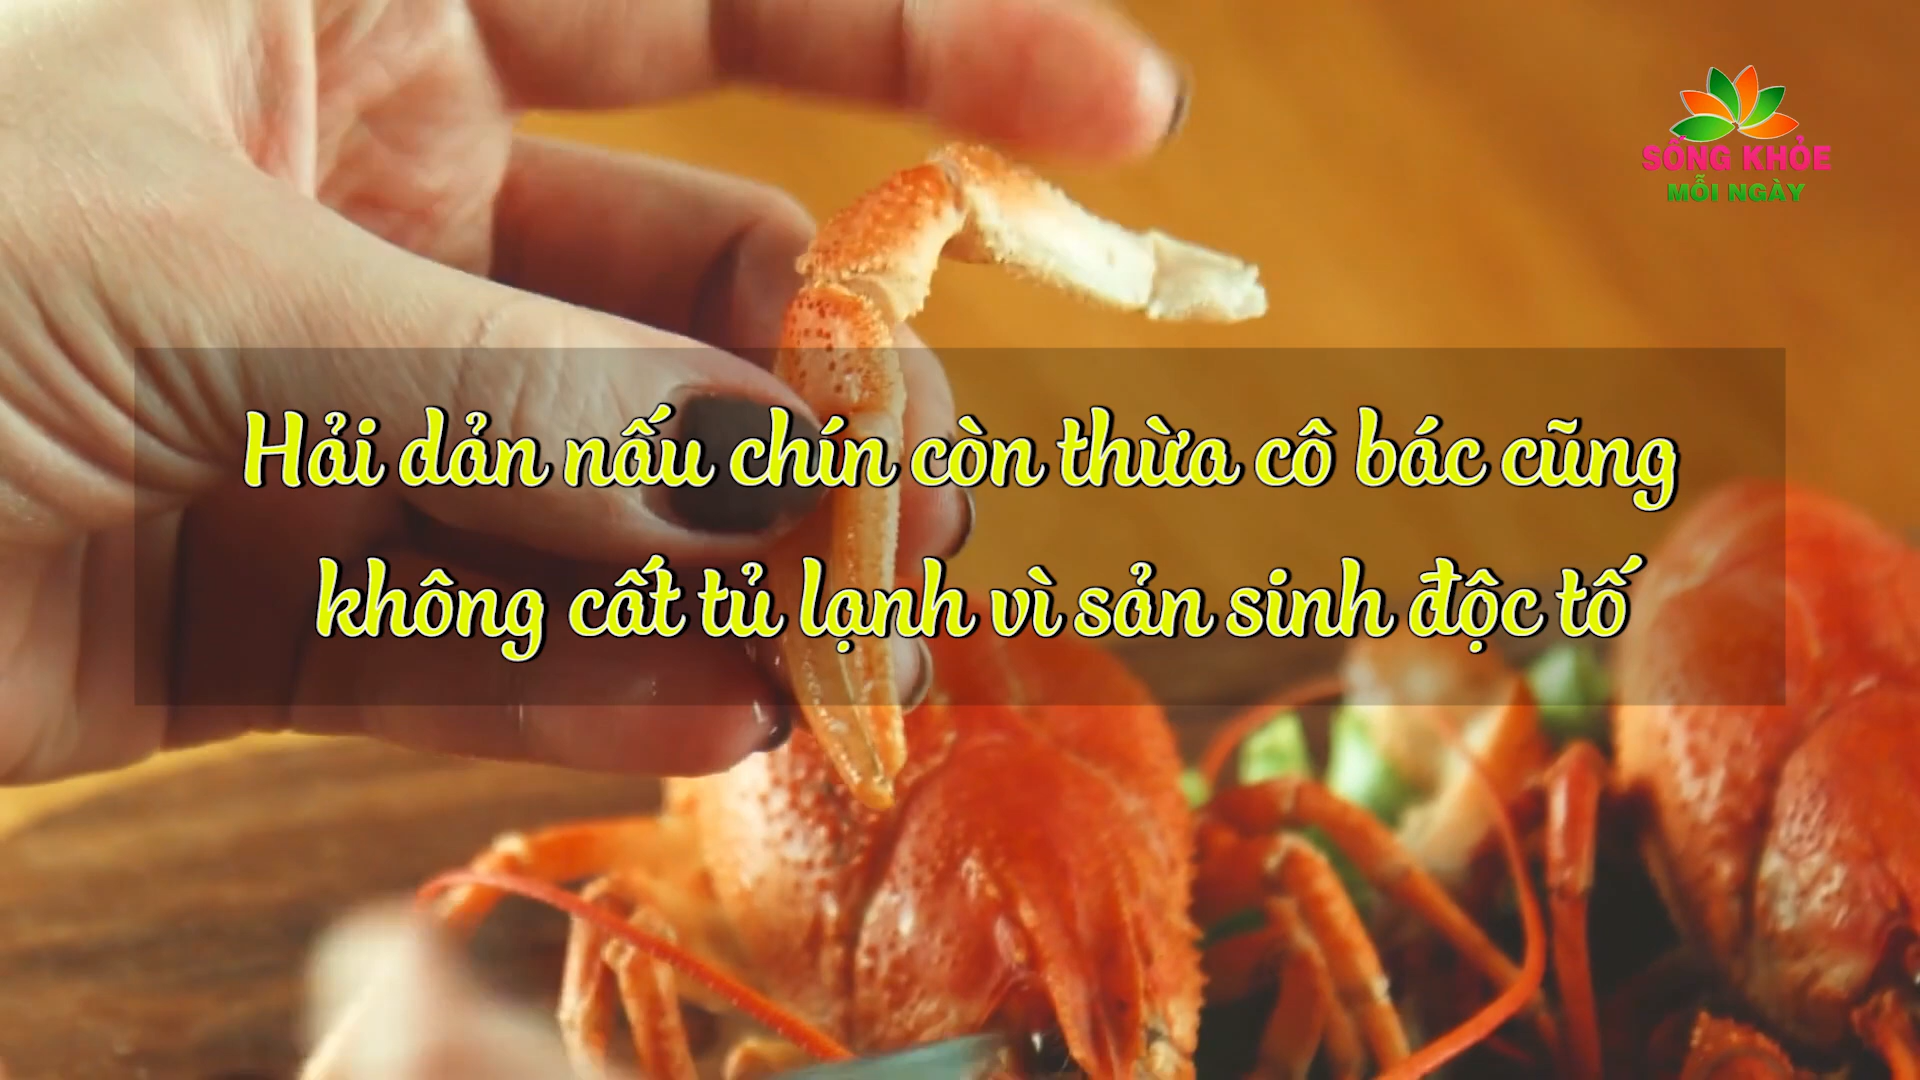 SỐNG KHỎE
MỖI NGÀY
Hải dản nấu chín còn thừa cô bác cũng
không cất tủ lạnh vì sản sinh độc tố